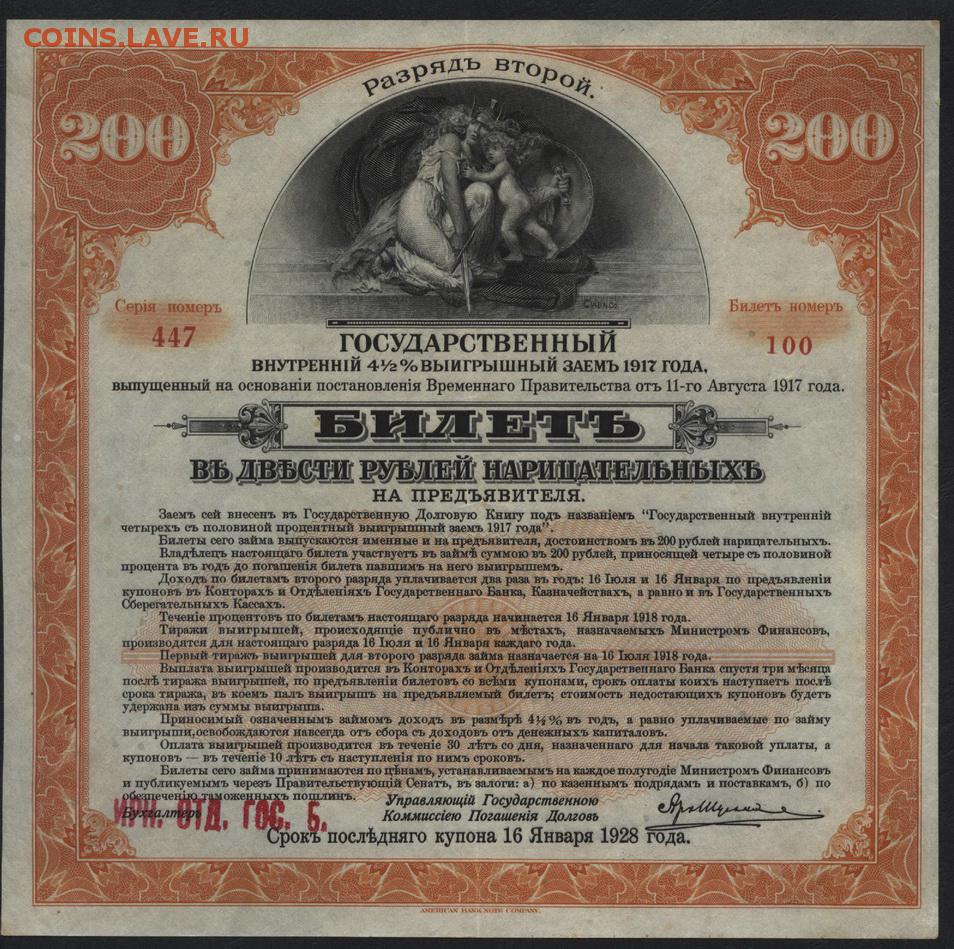 COINS.LAVE.RU
Разрядъ второй.
200
200
Серія номеръ
447
Билетъ номеръ
100
ГОСУДАРСТВЕННЫЙ
ВНУТРЕННІЙ 4½% ВЫИГРЫШНЫЙ ЗАЕМЪ 1917 ГОДА,
выпущенный на основаніи постановленія Временнаго Правительства отъ 11-го Августа 1917 года.
БИЛЕТЪ
ВЪ ДВѢСТИ РУБЛЕЙ НАРИЦАТЕЛЬНЫХЪ
НА ПРЕДЪЯВИТЕЛЯ.
Заемъ сей внесенъ въ Государственную Долговую Книгу подъ названіемъ "Государственный внутренній
четырехъ съ половиной процентный выигрышный заемъ 1917 года".
Билеты сего займа выпускаются именные и на предъявителя, достоинствомъ въ 200 рублей нарицательныхъ.
Владѣлецъ настоящаго билета участвуетъ въ займѣ суммою въ 200 рублей, приносящей четыре съ половиной
процента въ годъ до погашенія билета павшимъ на него выигрышемъ.
Доходъ по билетамъ второго разряда уплачивается два раза въ годъ: 16 Іюля и 16 Января по предъявленіи
купоновъ въ Конторахъ и Отдѣленіяхъ Государственнаго Банка, Казначействахъ, а равно и въ Государственныхъ
Сберегательныхъ Кассахъ.
Теченіе процентовъ по билетамъ настоящаго разряда начинается 16 Января 1918 года.
Тиражи выигрышей, происходящіе публично въ мѣстахъ, назначаемыхъ Министромъ Финансовъ,
производятся для настоящаго разряда 16 Іюля и 16 Января каждаго года.
Первый тиражъ выигрышей для второго разряда займа назначается на 16 Іюля 1918 года.
Выплата выигрышей производится въ Конторахъ и Отдѣленіяхъ Государственнаго Банка спустя три мѣсяца
послѣ тиража выигрышей, по предъявленіи билетовъ со всѣми купонами, срокъ оплаты коихъ наступаетъ послѣ
срока тиража, въ коемъ палъ выигрышъ на предъявляемый билетъ; стоимость недостающихъ купоновъ будетъ
удержана изъ суммы выигрыша.
Приносимый означеннымъ займомъ доходъ въ размѣрѣ 4½% въ годъ, а равно уплачиваемые по займу
выигрыши, освобождаются навсегда отъ сбора съ доходовъ отъ денежныхъ капиталовъ.
Оплата выигрышей производится въ теченіе 30 лѣтъ со дня, назначеннаго для начала таковой уплаты, а
купоновъ — въ теченіе 10 лѣтъ съ наступленія по нимъ сроковъ.
Билеты сего займа принимаются по цѣнамъ, устанавливаемымъ на каждое полугодіе Министромъ Финансовъ
и публикуемымъ черезъ Правительствующій Сенатъ, въ залоги: а) по казеннымъ подрядамъ и поставкамъ, б) по
обезпеченію таможенныхъ пошлинъ.
Управляющій Государственною
Коммиссіею Погашенія Долговъ
Бухгалтеръ
ИРК. ОТД. ГОС. Б.
Срокъ послѣдняго купона 16 Января 1928 года.
AMERICAN BANK NOTE COMPANY.